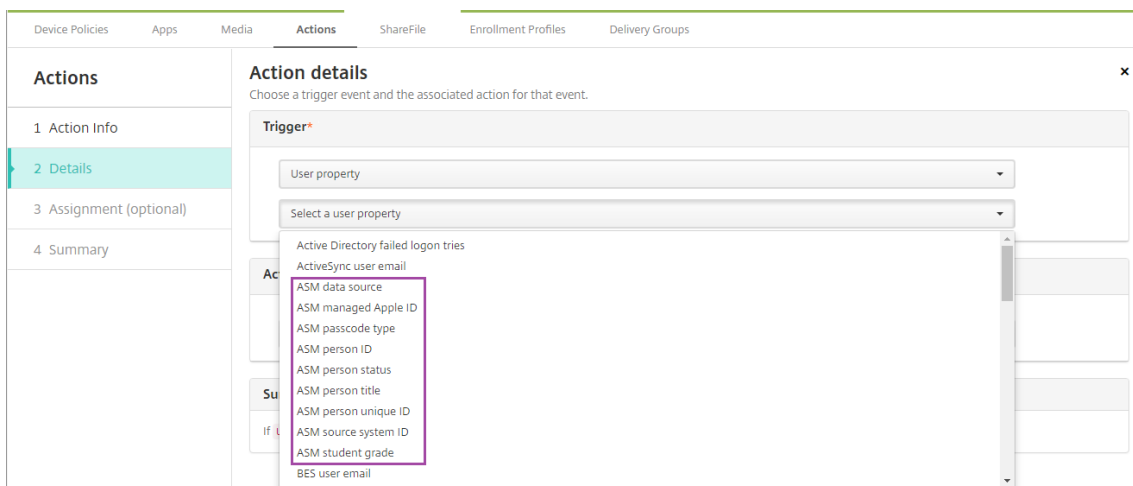 Device Policies Apps Media Actions ShareFile Enrollment Profiles Delivery Groups
Actions
1 Action Info
2 Details
3 Assignment (optional)
4 Summary
Action details ×
Choose a trigger event and the associated action for that event.
Trigger*
User property
Select a user property
Active Directory failed logon tries
ActiveSync user email
Ac
ASM data source
ASM managed Apple ID
ASM passcode type
ASM person ID
ASM person status
ASM person title
Su
ASM person unique ID
If
ASM source system ID
ASM student grade
BES user email